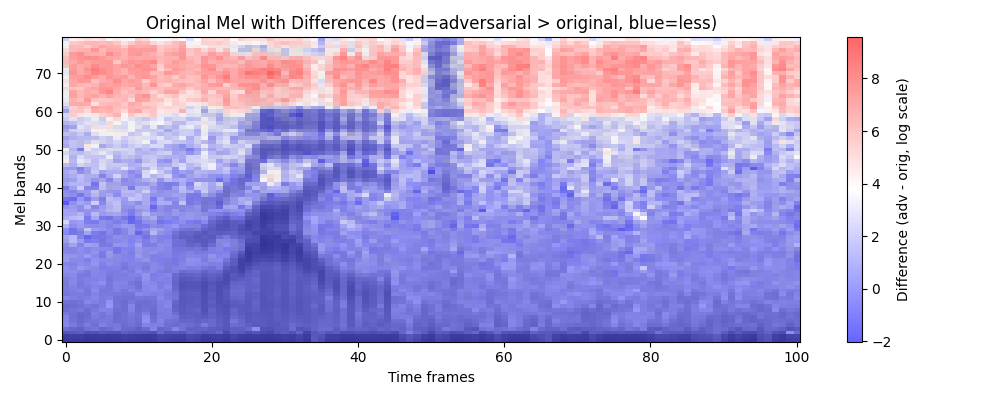 Original Mel with Differences (red=adversarial > original, blue=less)
Mel bands
70
60
50
40
30
20
10
0
0 20 40 60 80 100
Time frames
8
6
4
2
0
−2
Difference (adv - orig, log scale)